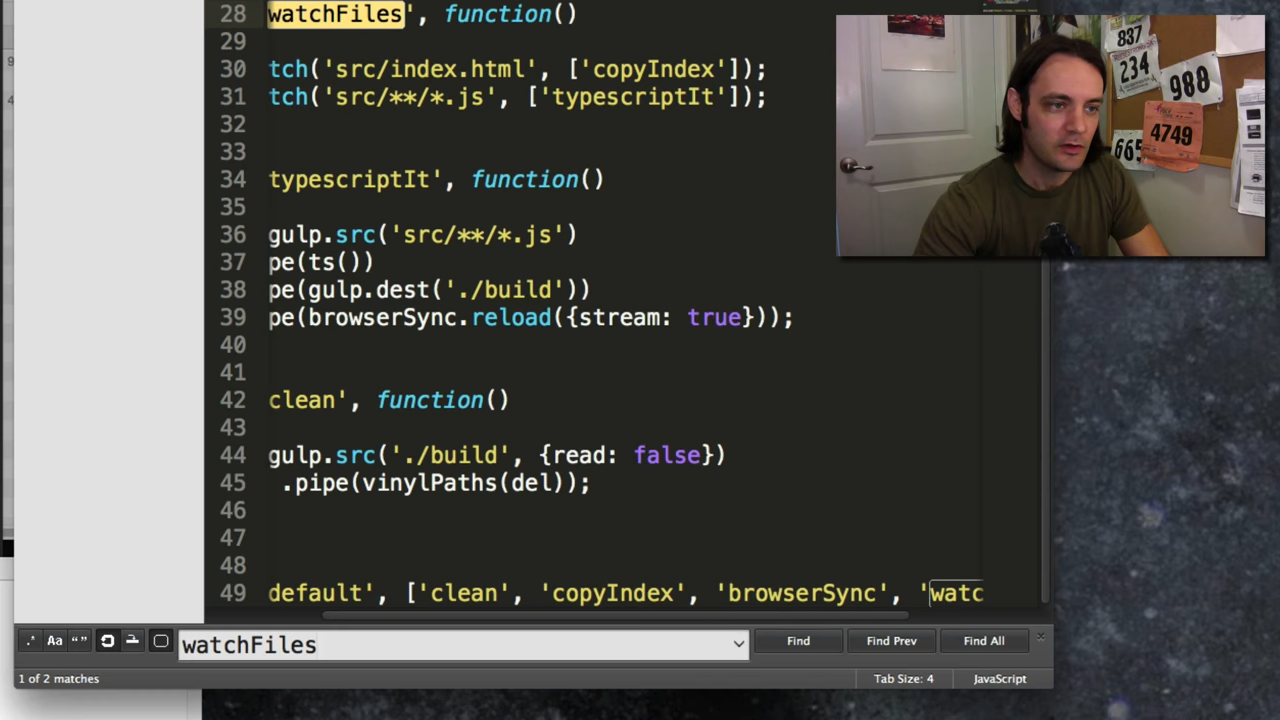 28 watchFiles', function()
29
30 tch('src/index.html', ['copyIndex']);
31 tch('src/**/*.js', ['typescriptIt']);
32
33
34 typescriptIt', function()
35
36 gulp.src('src/**/*.js')
37 pe(ts())
38 pe(gulp.dest('./build'))
39 pe(browserSync.reload({stream: true}));
40
41
42 clean', function()
43
44 gulp.src('./build', {read: false})
45 .pipe(vinylPaths(del));
46
47
48
49 default', ['clean', 'copyIndex', 'browserSync', 'watc
837
234
988
4749
665
.* Aa “ ” watchFiles Find Find Prev Find All
1 of 2 matches Tab Size: 4 JavaScript